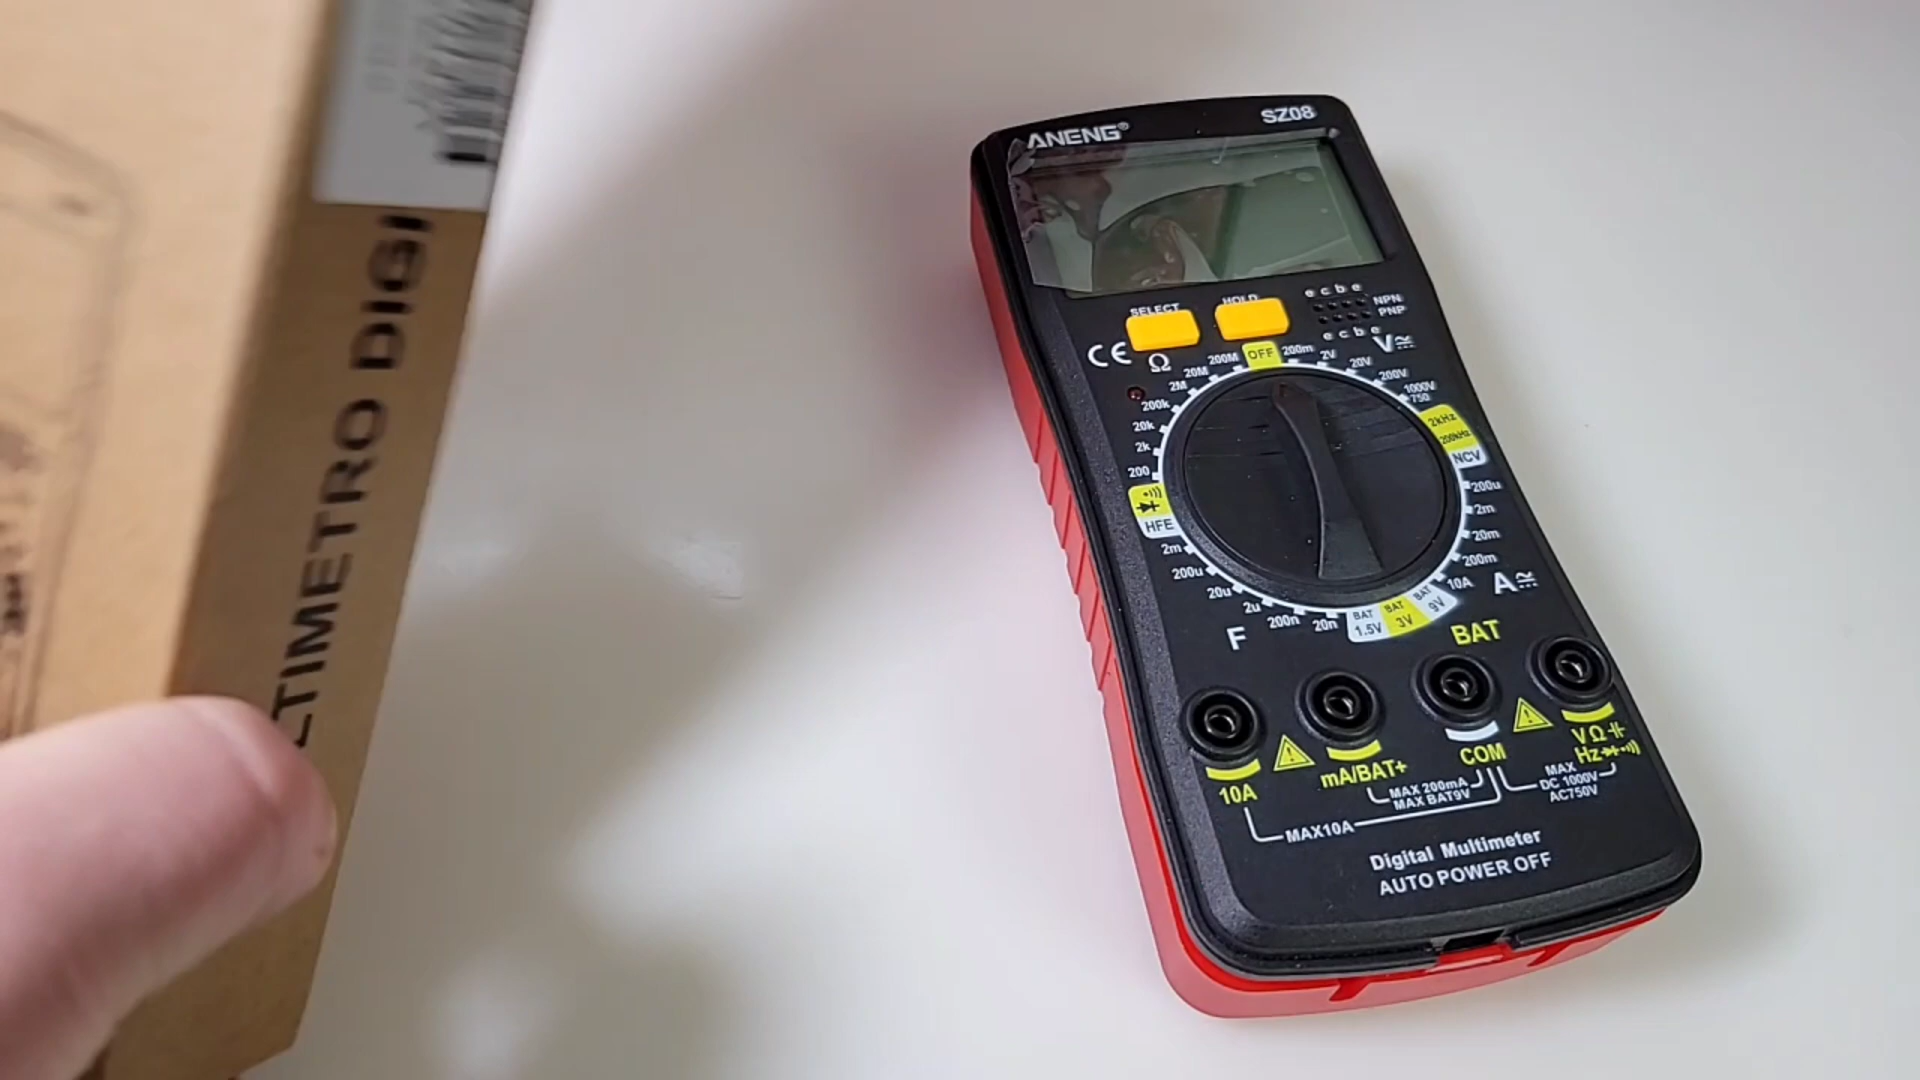 LTIMETRO DIGI
ANENG® SZ08
SELECT HOLD
e c b e
NPN
PNP
e c b e
CE Ω OFF V
200m
2V
20V
200V
1000V
750
2kHz
200kHz
NCV
200u
2m
20m
200m
10A
A
BAT 9V
BAT 3V
BAT 1.5V
BAT
20n
200n
2u
20u
200u
2m
F
HFE
200
2k
20k
200k
2M
20M
200M
10A
mA/BAT+
COM
VΩ
Hz
MAX 200mA
MAX BAT9V
MAX
DC 1000V
AC750V
MAX10A
Digital Multimeter
AUTO POWER OFF